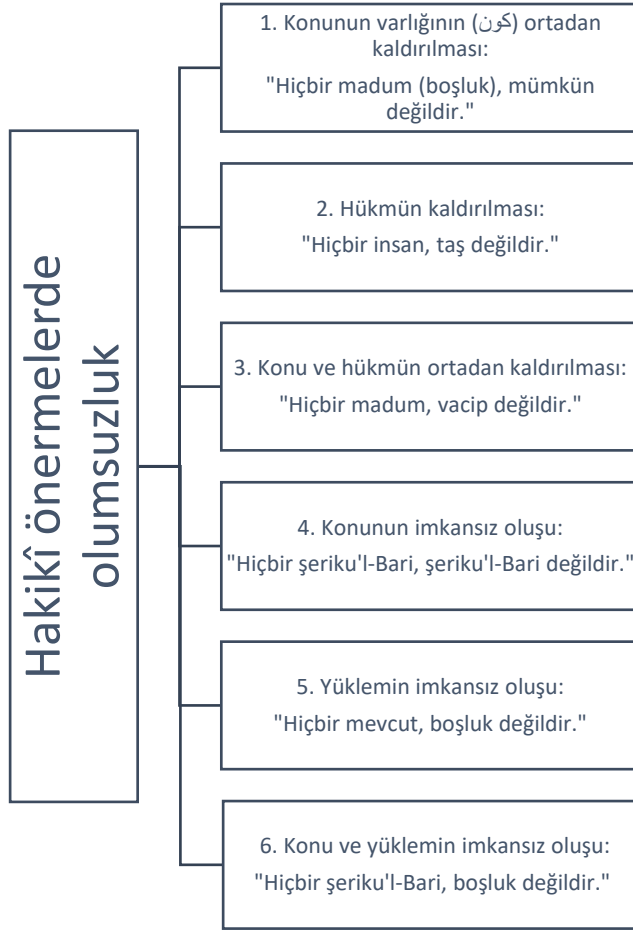 Hakikî önermelerde
olumsuzluk
1. Konunun varlığının (كون) ortadan
kaldırılması:
"Hiçbir madum (boşluk), mümkün
değildir."
2. Hükmün kaldırılması:
"Hiçbir insan, taş değildir."
3. Konu ve hükmün ortadan kaldırılması:
"Hiçbir madum, vacip değildir."
4. Konunun imkansız oluşu:
"Hiçbir şeriku'l-Bari, şeriku'l-Bari değildir."
5. Yüklemin imkansız oluşu:
"Hiçbir mevcut, boşluk değildir."
6. Konu ve yüklemin imkansız oluşu:
"Hiçbir şeriku'l-Bari, boşluk değildir."